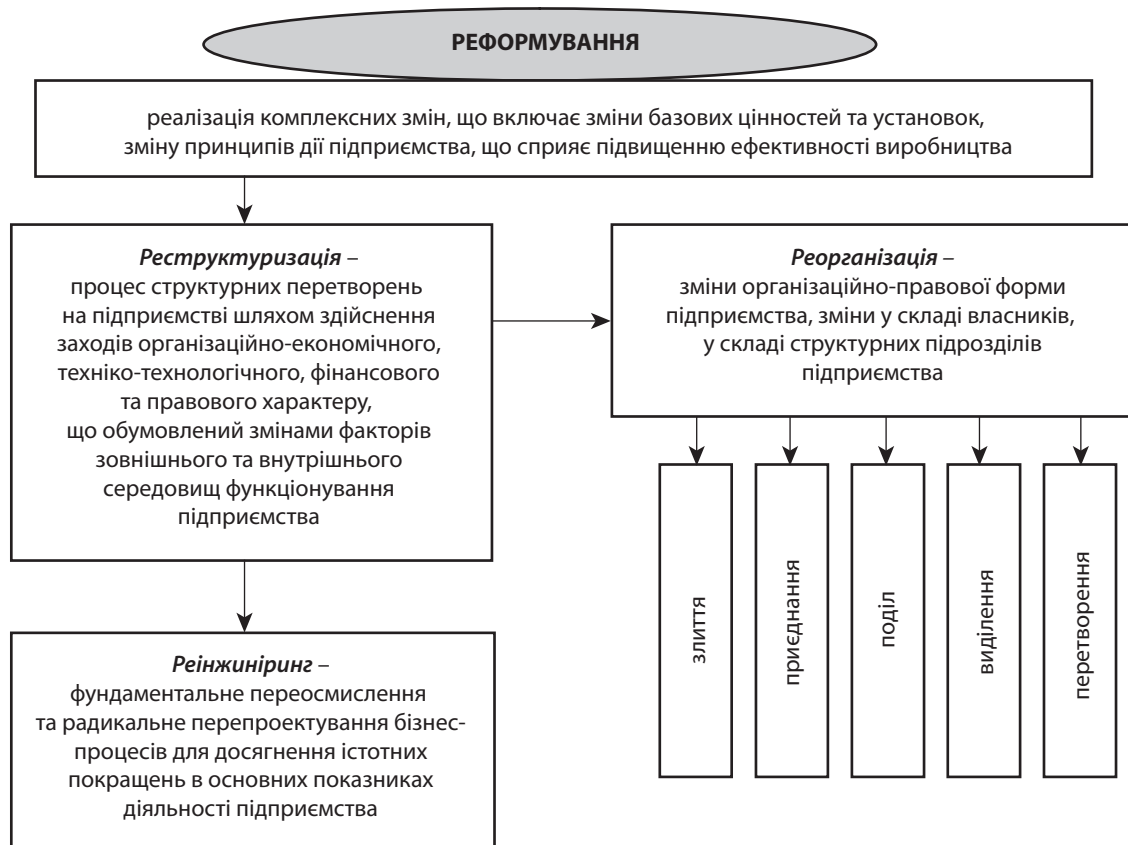 РЕФОРМУВАННЯ
реалізація комплексних змін, що включає зміни базових цінностей та установок,
зміну принципів дії підприємства, що сприяє підвищенню ефективності виробництва
Реструктуризація –
процес структурних перетворень
на підприємстві шляхом здійснення
заходів організаційно-економічного,
техніко-технологічного, фінансового
та правового характеру,
що обумовлений змінами факторів
зовнішнього та внутрішнього
середовищ функціонування
підприємства
Реорганізація –
зміни організаційно-правової форми
підприємства, зміни у складі власників,
у складі структурних підрозділів
підприємства
злиття
приєднання
поділ
виділення
перетворення
Реінжиніринг –
фундаментальне переосмислення
та радикальне перепроектування бізнес-
процесів для досягнення істотних
покращень в основних показниках
діяльності підприємства